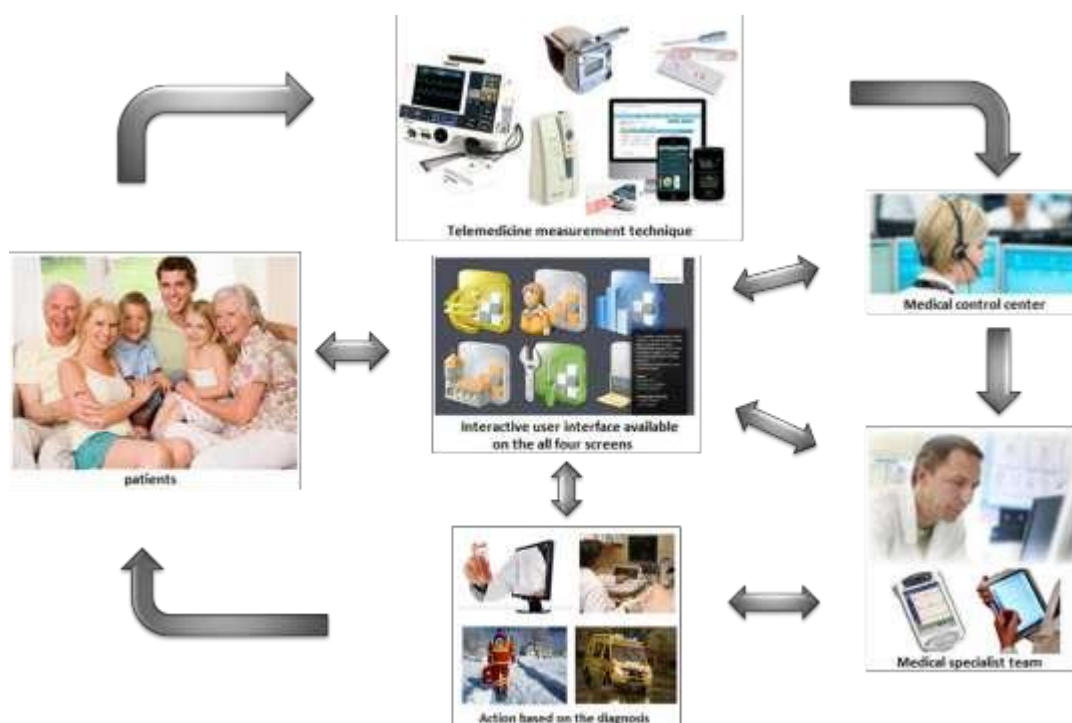 Telemedicine measurement technique
Medical control center
Interactive user interface available
on the all four screens
patients
Medical specialist team
Action based on the diagnosis